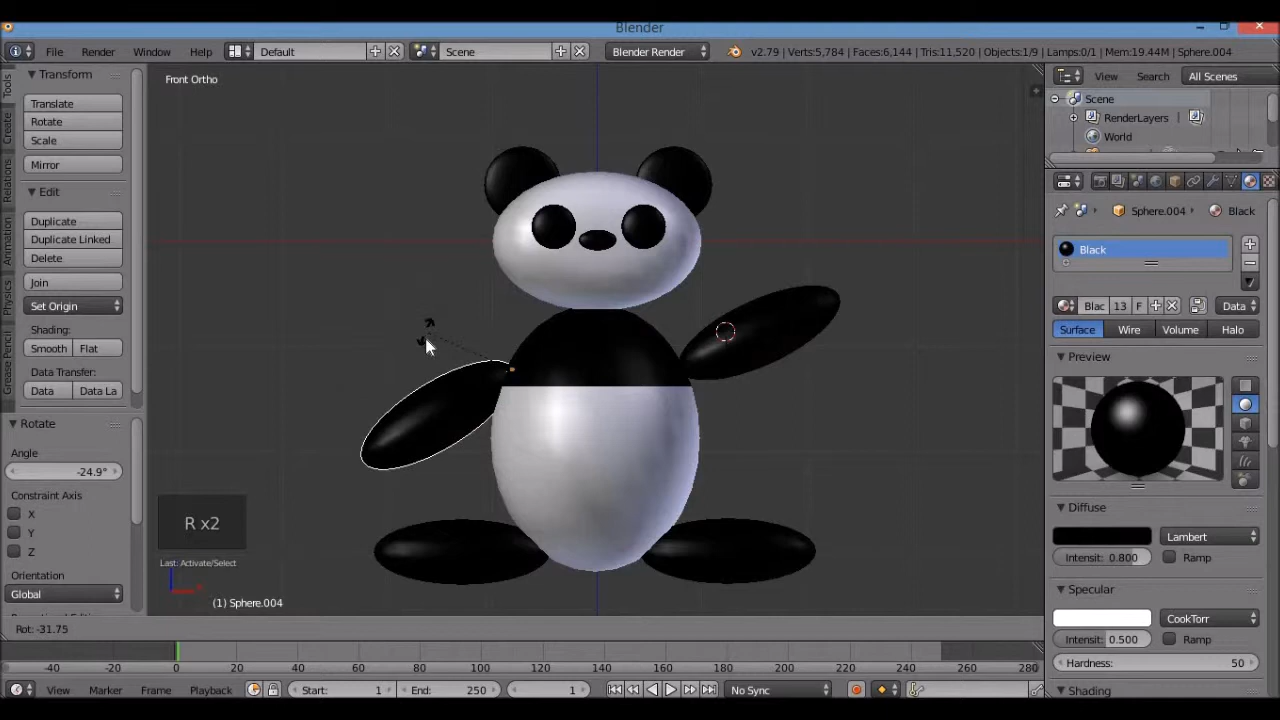 Blender
File Render Window Help Default Scene Blender Render v2.79 | Verts:5,784 | Faces:6,144 | Tris:11,520 | Objects:1/9 | Lamps:0/1 | Mem:19.44M | Sphere.004
Tools
Create
Relations
Animation
Physics
Grease Pencil
Transform
Translate
Rotate
Scale
Mirror
Edit
Duplicate
Duplicate Linked
Delete
Join
Set Origin
Shading:
Smooth Flat
Data Transfer:
Data Data La
Rotate
Angle
-24.9°
Constraint Axis
X
Y
Z
Orientation
Global
Front Ortho
R x2
Last: Activate/Select
(1) Sphere.004
Rot: -31.75
View Search All Scenes
Scene
RenderLayers
World
Sphere.004 Black
Black
Blac 13 F Data
Surface Wire Volume Halo
Preview
Diffuse
Lambert
Intensit: 0.800 Ramp
Specular
CookTorr
Intensit: 0.500 Ramp
Hardness: 50
Shading
-40 -20 0 20 40 60 80 100 120 140 160 180 200 220 240 260 280
View Marker Frame Playback Start: 1 End: 250 1 No Sync